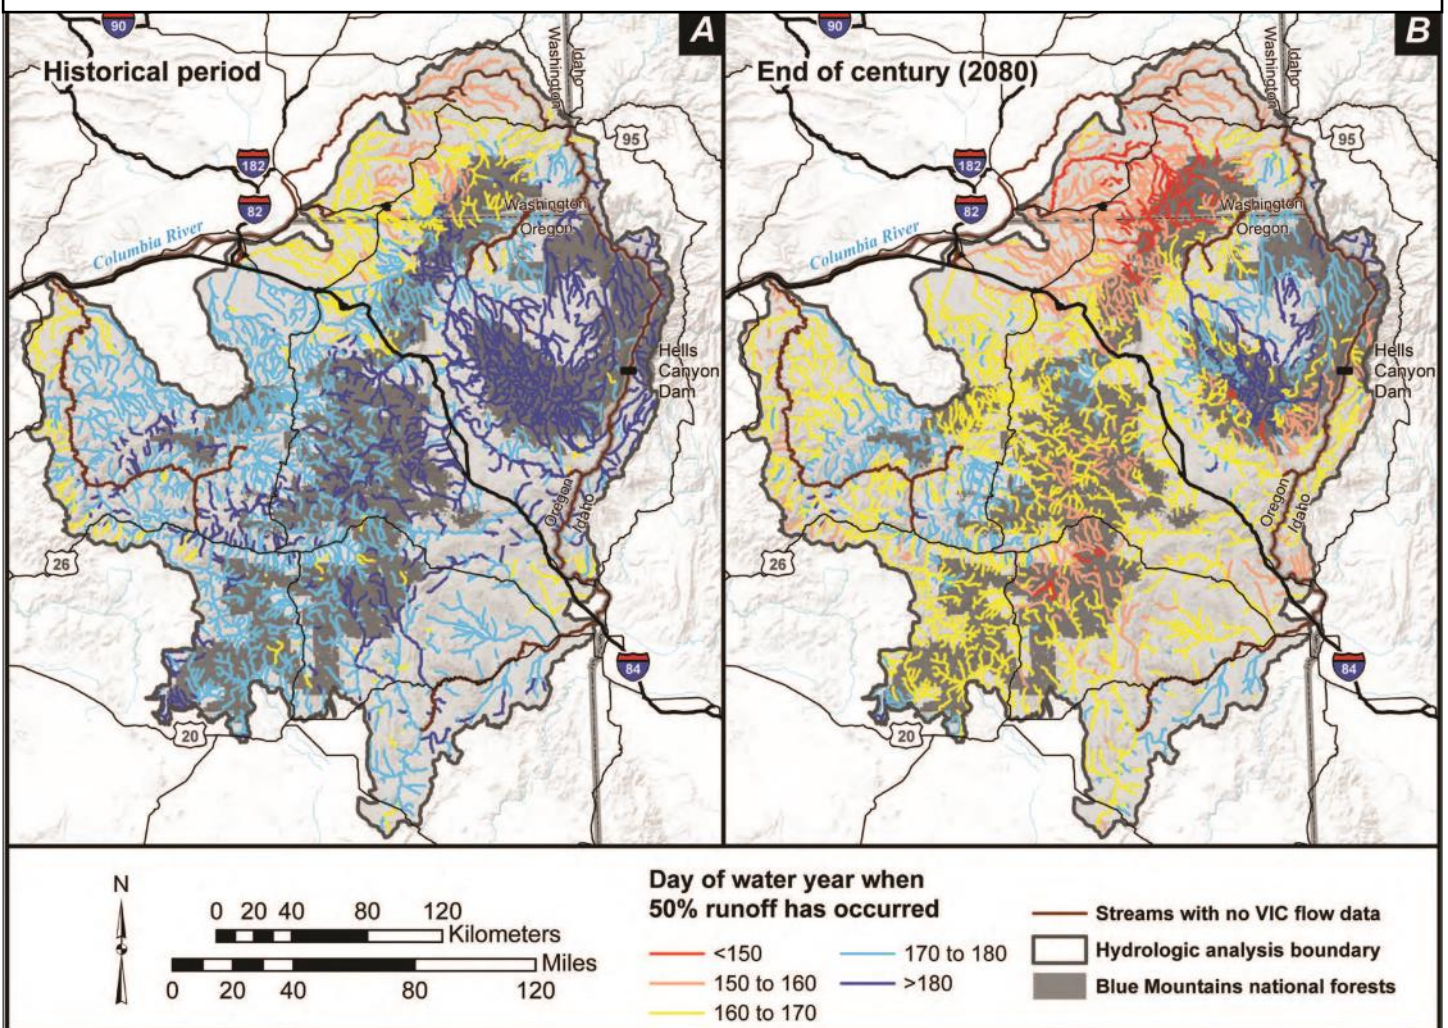 90
A
Historical period
Washington
Idaho
95
182
82
Washington
Oregon
Columbia River
Hells
Canyon
Dam
Oregon
Idaho
26
84
20
90
B
End of century (2080)
Washington
Idaho
95
182
82
Washington
Oregon
Columbia River
Hells
Canyon
Dam
Oregon
Idaho
26
84
20
N
0 20 40 80 120
Kilometers
Miles
0 20 40 80 120
Day of water year when
50% runoff has occurred
<150
150 to 160
160 to 170
170 to 180
>180
Streams with no VIC flow data
Hydrologic analysis boundary
Blue Mountains national forests